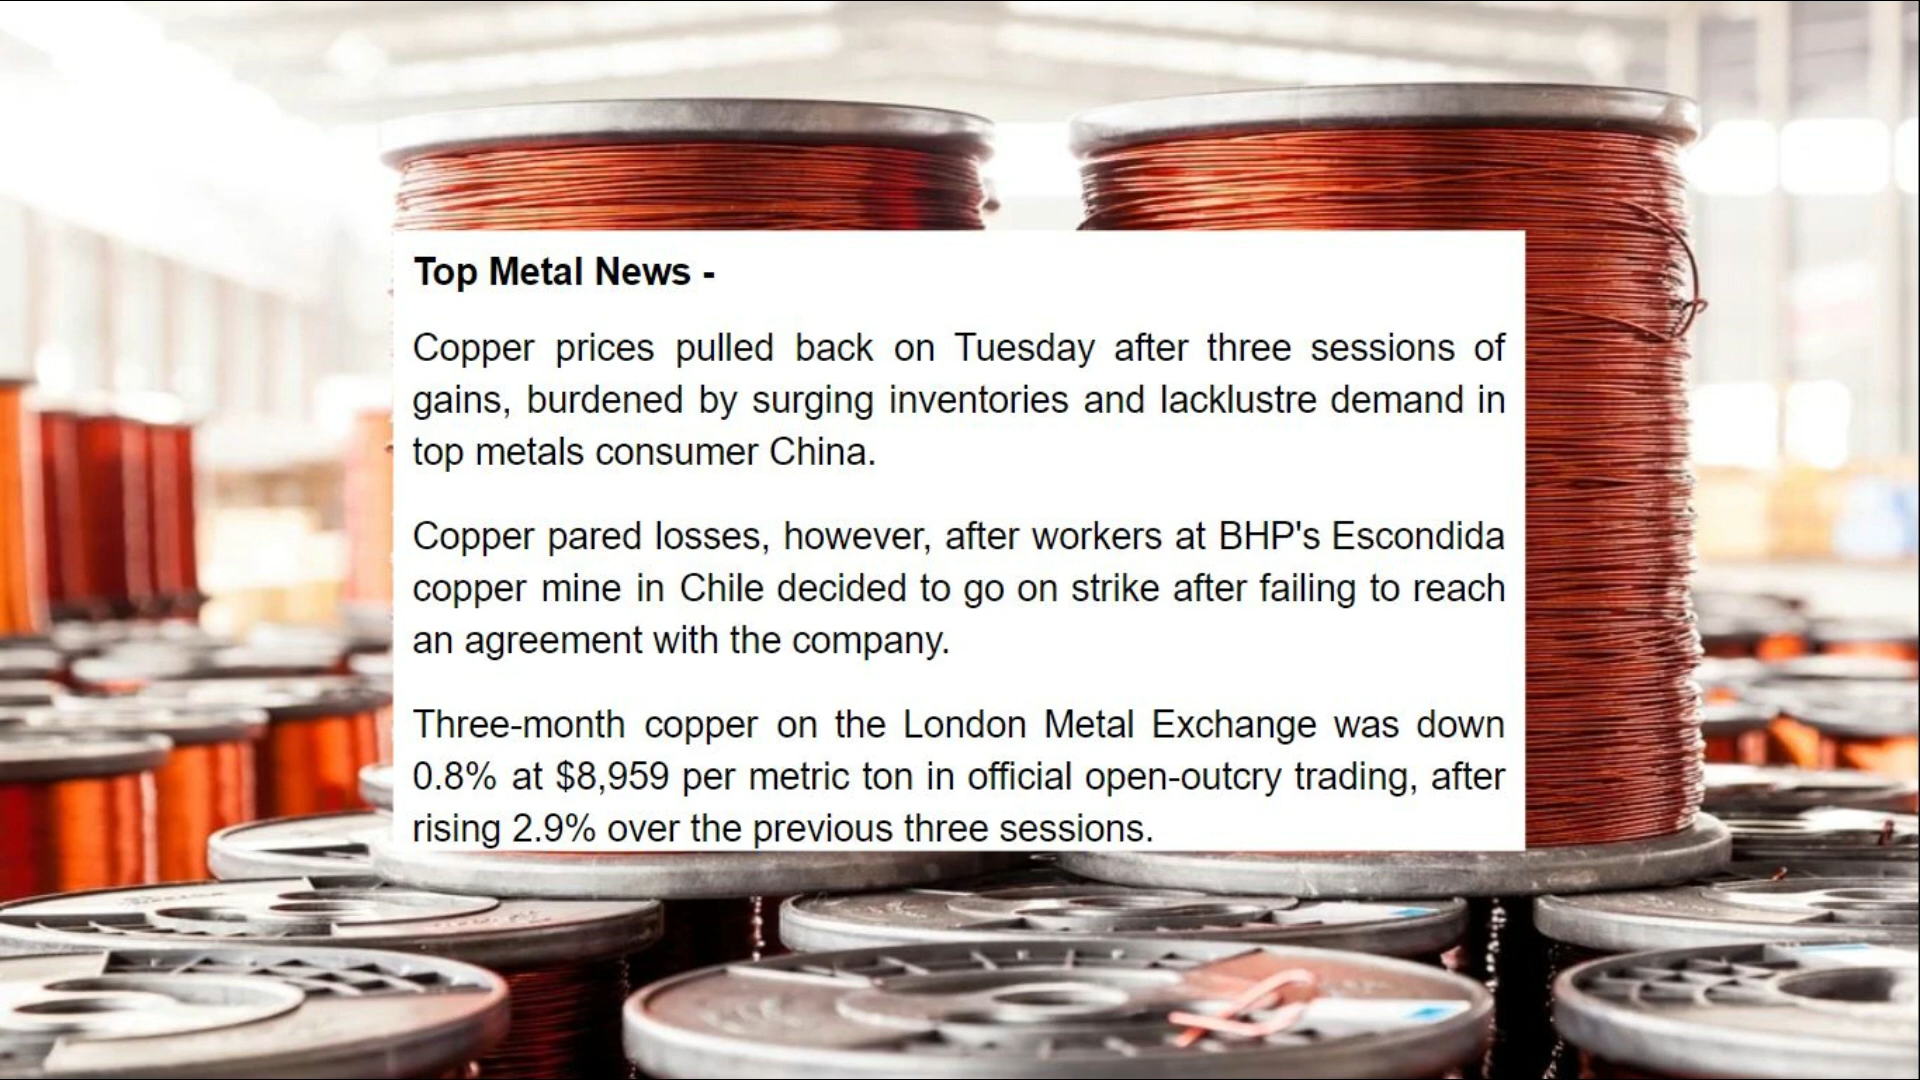 Top Metal News -
Copper prices pulled back on Tuesday after three sessions of
gains, burdened by surging inventories and lacklustre demand in
top metals consumer China.
Copper pared losses, however, after workers at BHP's Escondida
copper mine in Chile decided to go on strike after failing to reach
an agreement with the company.
Three-month copper on the London Metal Exchange was down
0.8% at $8,959 per metric ton in official open-outcry trading, after
rising 2.9% over the previous three sessions.